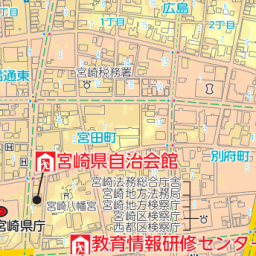 広島
2丁目
1丁目
通東
宮崎税務署
宮田町
別府町
宮崎県自治会館
宮崎法務総合庁舎
宮崎地方法務局
宮崎地方検察庁
宮崎区検察庁
西都区検察庁
宮崎八幡宮
宮崎県庁
教育情報研修センター